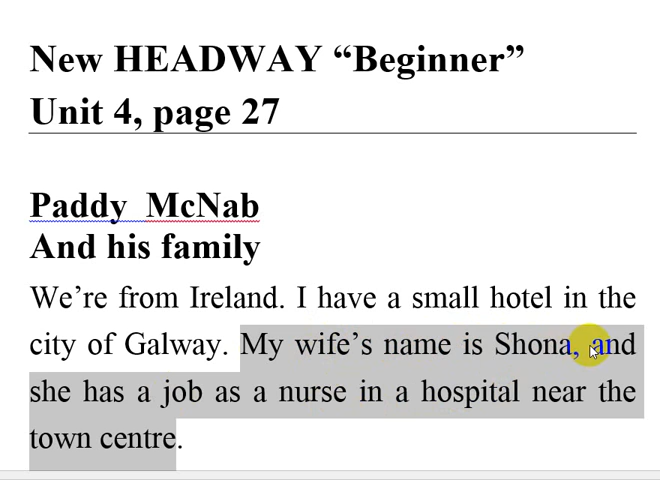 New HEADWAY “Beginner”
Unit 4, page 27
Paddy McNab
And his family
We’re from Ireland. I have a small hotel in the
city of Galway. My wife’s name is Shona, and
she has a job as a nurse in a hospital near the
town centre.